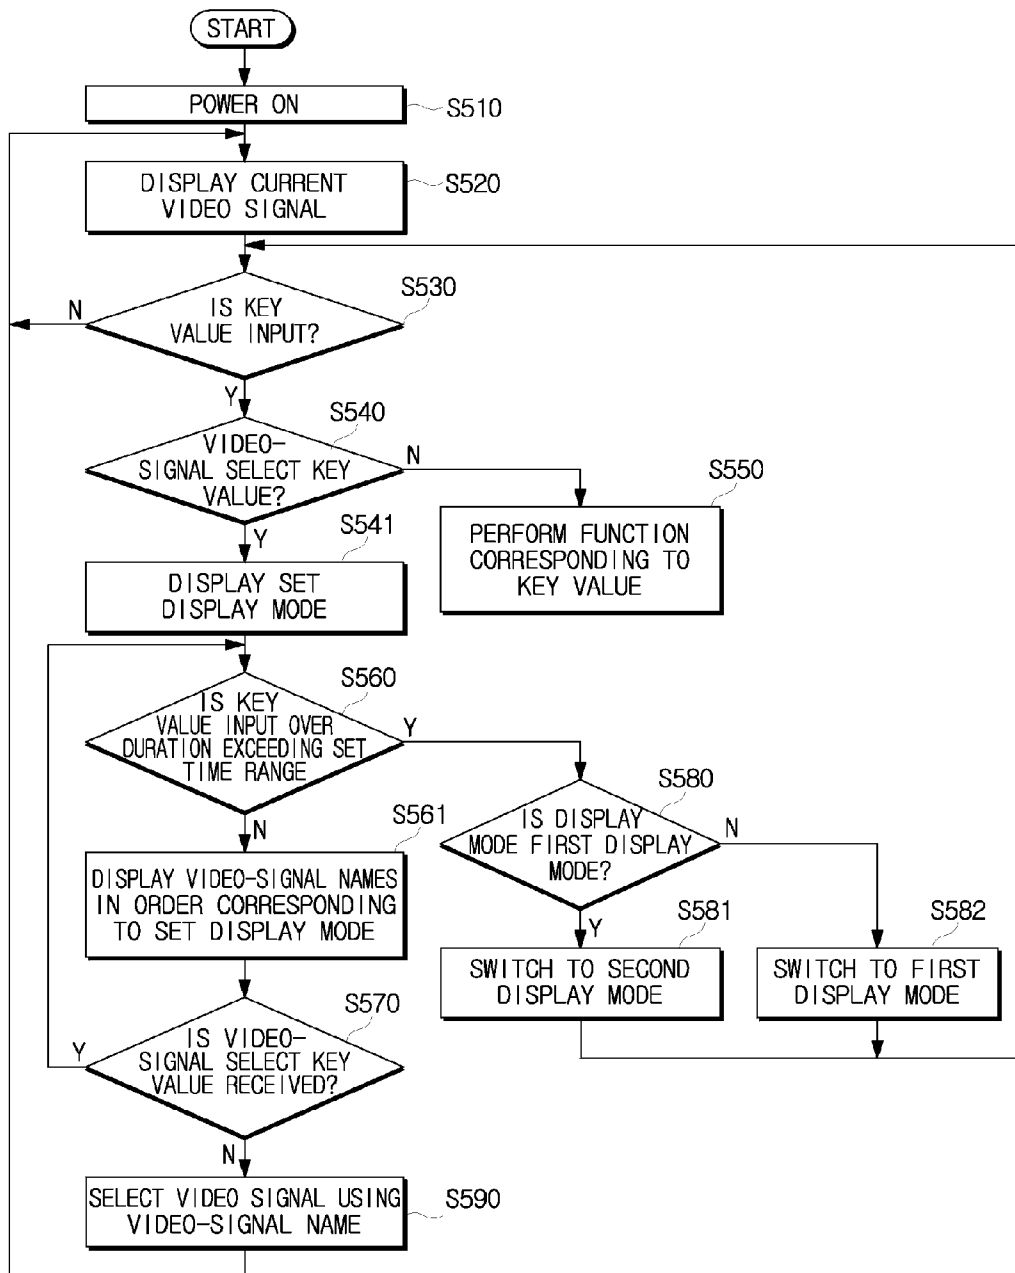 START
POWER ON
S510
DISPLAY CURRENT
VIDEO SIGNAL
S520
IS KEY
VALUE INPUT?
S530
N
Y
VIDEO-
SIGNAL SELECT KEY
VALUE?
S540
N
Y
PERFORM FUNCTION
CORRESPONDING TO
KEY VALUE
S550
DISPLAY SET
DISPLAY MODE
S541
IS KEY
VALUE INPUT OVER
DURATION EXCEEDING SET
TIME RANGE
S560
Y
N
IS DISPLAY
MODE FIRST DISPLAY
MODE?
S580
N
Y
DISPLAY VIDEO-SIGNAL NAMES
IN ORDER CORRESPONDING
TO SET DISPLAY MODE
S561
SWITCH TO SECOND
DISPLAY MODE
S581
SWITCH TO FIRST
DISPLAY MODE
S582
IS VIDEO-
SIGNAL SELECT KEY
VALUE RECEIVED?
S570
Y
N
SELECT VIDEO SIGNAL USING
VIDEO-SIGNAL NAME
S590